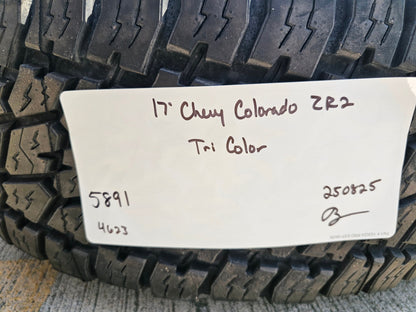 17" Chevy Colorado ZR2
Tri Color
5891
250825
4623